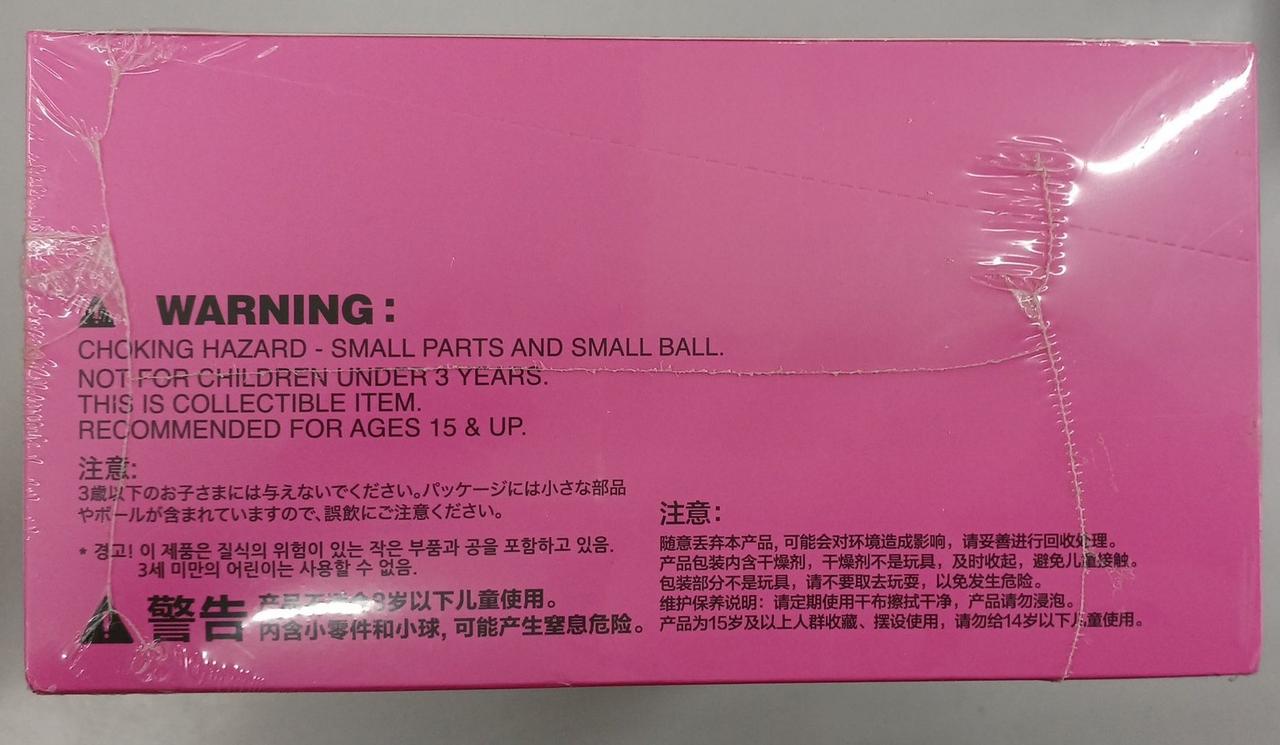 WARNING :
CHOKING HAZARD - SMALL PARTS AND SMALL BALL.
NOT FOR CHILDREN UNDER 3 YEARS.
THIS IS COLLECTIBLE ITEM.
RECOMMENDED FOR AGES 15 & UP.
注意:
3歳以下のお子さまには与えないでください。パッケージには小さな部品
やボールが含まれていますので、誤飲にご注意ください。
* 경고! 이 제품은 질식의 위험이 있는 작은 부품과 공을 포함하고 있음.
3세 미만의 어린이는 사용할 수 없음.
警告
产品不适合3岁以下儿童使用。
内含小零件和小球, 可能产生窒息危险。
注意：
随意丢弃本产品, 可能会对环境造成影响，请妥善进行回收处理。
产品包装内含干燥剂，干燥剂不是玩具，及时收起，避免儿童接触。
包装部分不是玩具，请不要取去玩耍，以免发生危险。
维护保养说明：请定期使用干布擦拭干净，产品请勿浸泡。
产品为15岁及以上人群收藏、摆设使用，请勿给14岁以下儿童使用。